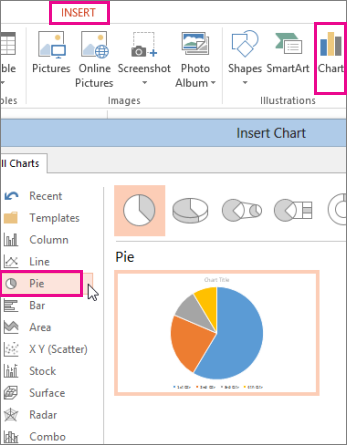 INSERT
ble
Pictures
Online
Pictures
Screenshot
Photo
Album
Shapes
SmartArt
Chart
les
Images
Illustrations
Insert Chart
ll Charts
Recent
Templates
Column
Line
Pie
Bar
Area
X Y (Scatter)
Stock
Surface
Radar
Combo
Pie
Chart Title